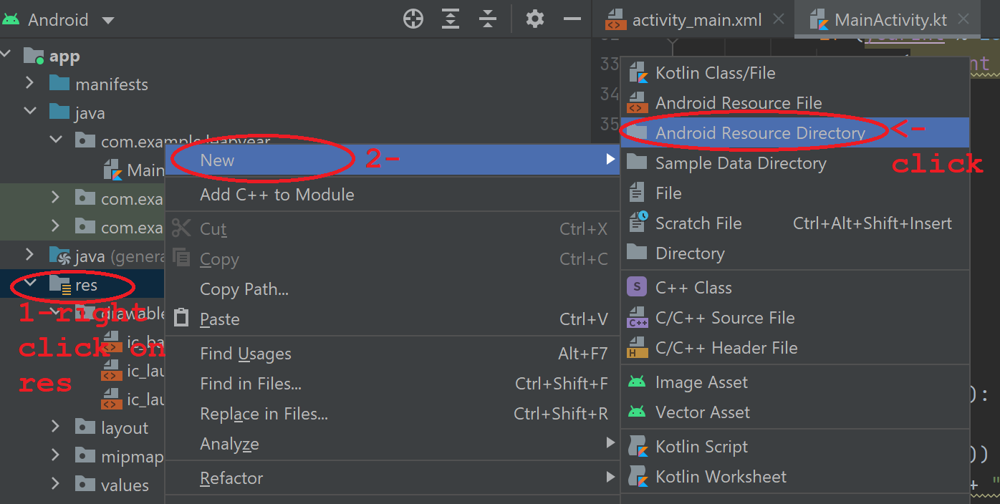 Android
activity_main.xml
MainActivity.kt
app
manifests
java
com.example.leapyear
Main
com.exa
com.exa
java (genera
res
drawable
ic_ba
ic_lau
ic_lau
layout
mipmap
values
1-right
click on
res
New
2-
Add C++ to Module
Cut Ctrl+X
Copy Ctrl+C
Copy Path...
Paste Ctrl+V
Find Usages Alt+F7
Find in Files... Ctrl+Shift+F
Replace in Files... Ctrl+Shift+R
Analyze
Refactor
33
34
35
Kotlin Class/File
Android Resource File
Android Resource Directory
<-
click
Sample Data Directory
File
Scratch File Ctrl+Alt+Shift+Insert
Directory
S C++ Class
C++ C/C++ Source File
H C/C++ Header File
Image Asset
Vector Asset
Kotlin Script
Kotlin Worksheet
nt
):
))
+ "